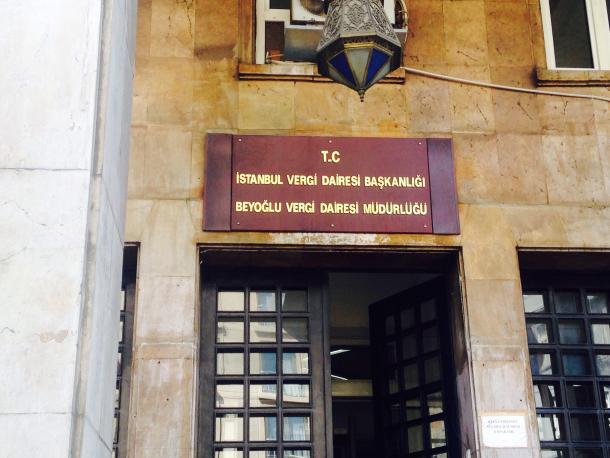 T.C
İSTANBUL VERGİ DAİRESİ BAŞKANLIĞI
BEYOĞLU VERGİ DAİRESİ MÜDÜRLÜĞÜ